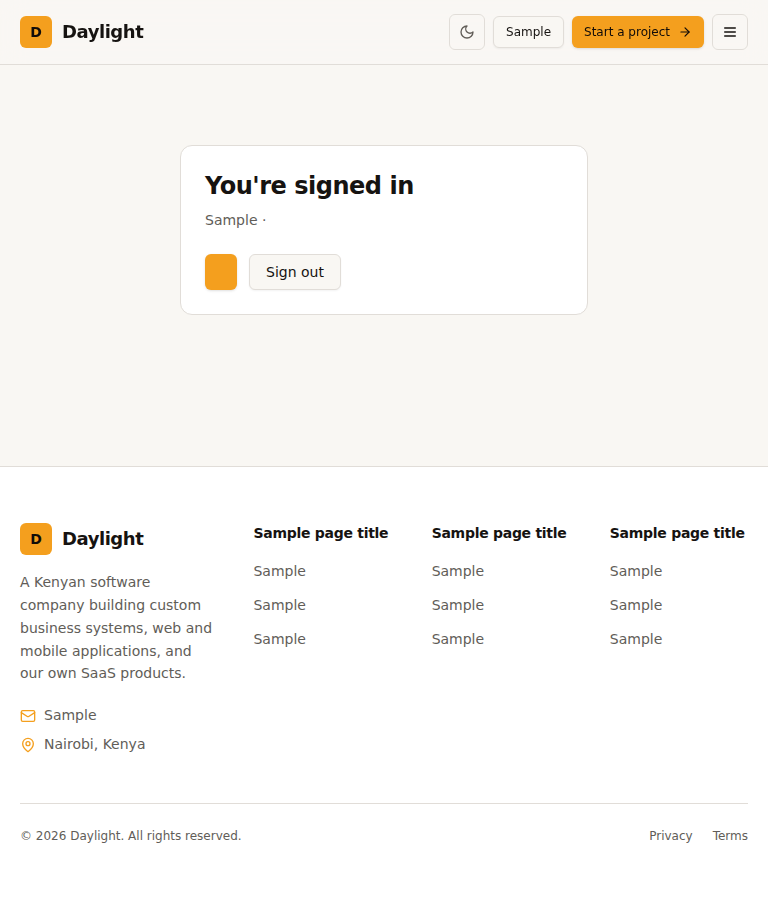 D Daylight
Sample
Start a project
You're signed in
Sample ·
Sign out
D Daylight
A Kenyan software
company building custom
business systems, web and
mobile applications, and
our own SaaS products.
Sample
Nairobi, Kenya
Sample page title
Sample
Sample
Sample
Sample page title
Sample
Sample
Sample
Sample page title
Sample
Sample
Sample
© 2026 Daylight. All rights reserved.
Privacy
Terms